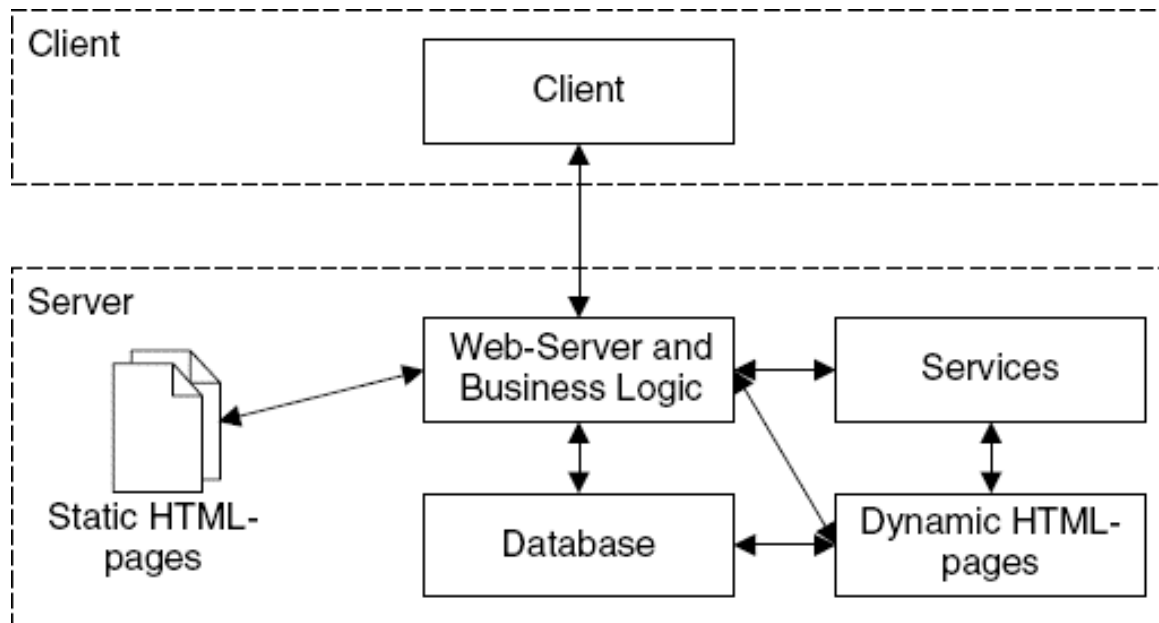 Client
Client
Server
Web-Server and
Business Logic
Services
Static HTML-
pages
Database
Dynamic HTML-
pages